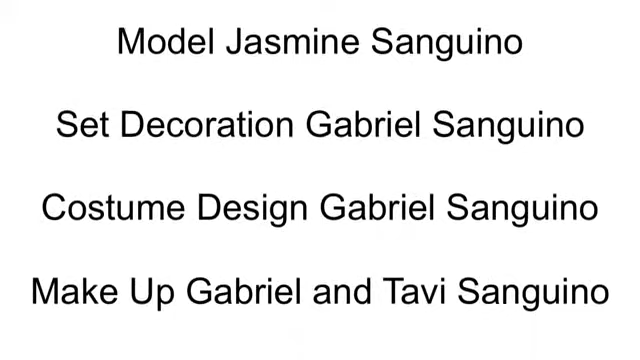 Model Jasmine Sanguino
Set Decoration Gabriel Sanguino
Costume Design Gabriel Sanguino
Make Up Gabriel and Tavi Sanguino